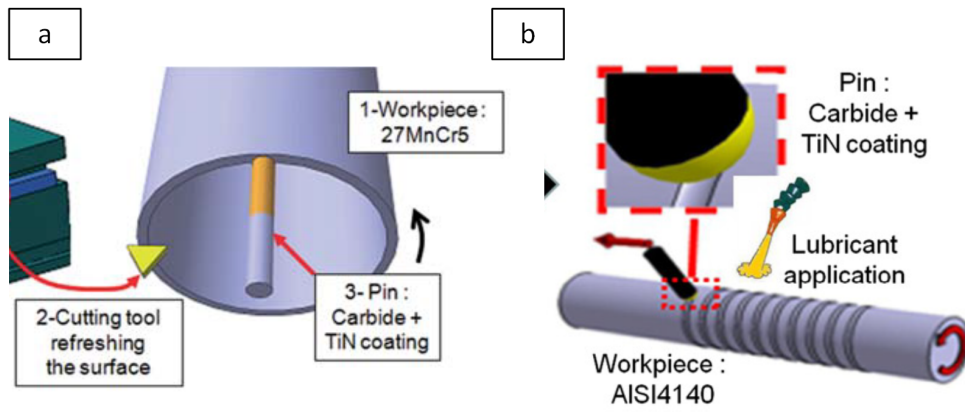 a
1-Workpiece :
27MnCr5
2-Cutting tool
refreshing
the surface
3- Pin :
Carbide +
TiN coating
b
Pin :
Carbide +
TiN coating
Lubricant
application
Workpiece :
AISI4140